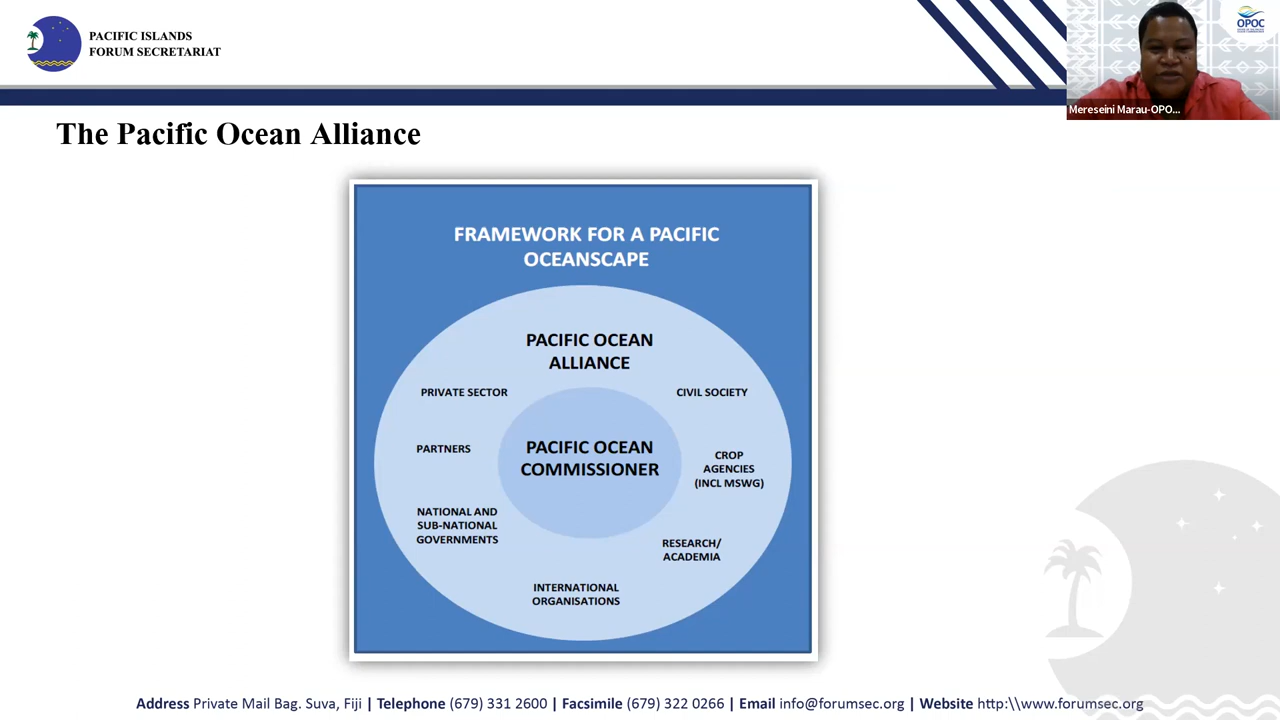 PACIFIC ISLANDS
FORUM SECRETARIAT
OPOC
Mereseini Marau-OPO...
The Pacific Ocean Alliance
FRAMEWORK FOR A PACIFIC
OCEANSCAPE
PACIFIC OCEAN
ALLIANCE
PRIVATE SECTOR
CIVIL SOCIETY
PARTNERS
PACIFIC OCEAN
COMMISSIONER
CROP
AGENCIES
(INCL MSWG)
NATIONAL AND
SUB-NATIONAL
GOVERNMENTS
RESEARCH/
ACADEMIA
INTERNATIONAL
ORGANISATIONS
Address Private Mail Bag. Suva, Fiji | Telephone (679) 331 2600 | Facsimile (679) 322 0266 | Email info@forumsec.org | Website http:\\www.forumsec.org